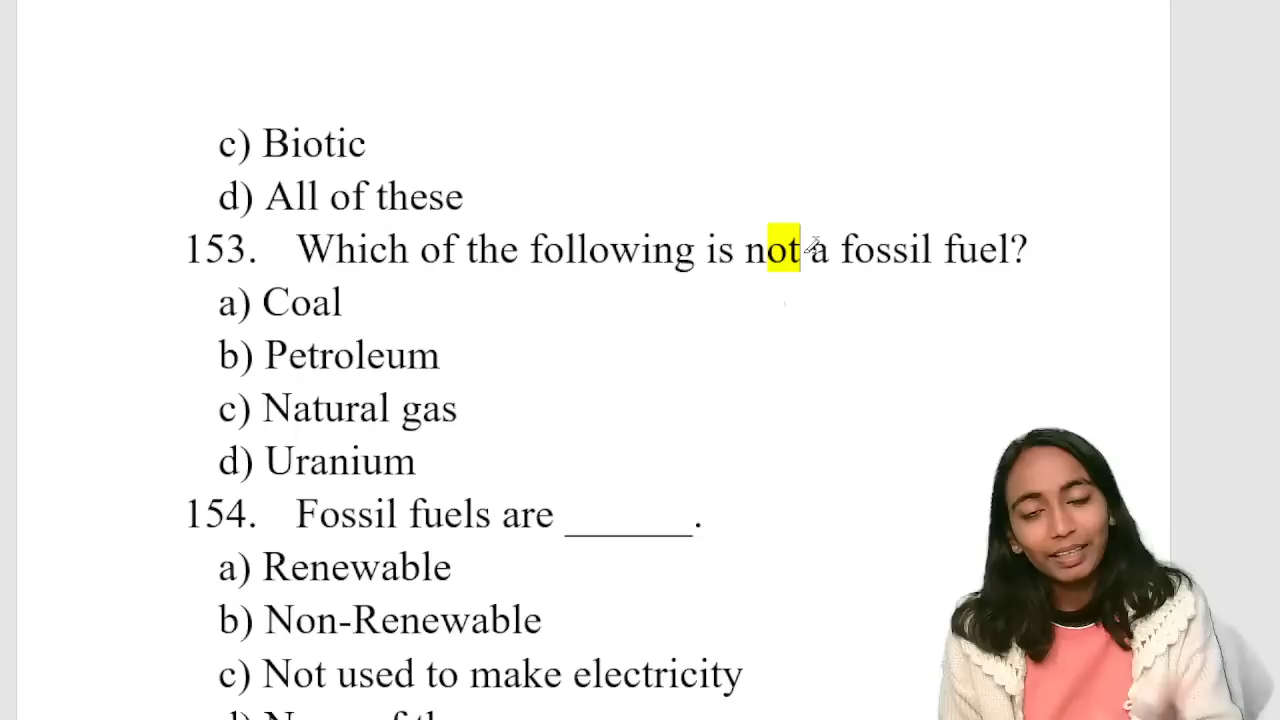 c) Biotic
d) All of these
153. Which of the following is not a fossil fuel?
a) Coal
b) Petroleum
c) Natural gas
d) Uranium
154. Fossil fuels are ______.
a) Renewable
b) Non-Renewable
c) Not used to make electricity